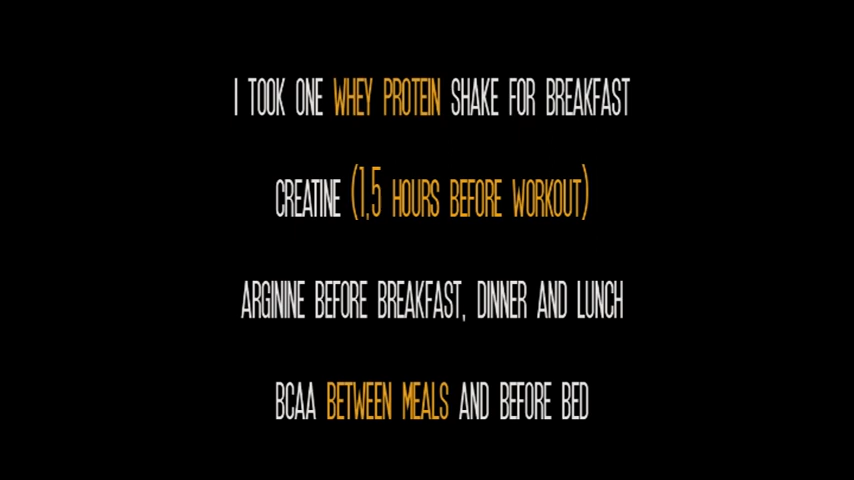 I TOOK ONE WHEY PROTEIN SHAKE FOR BREAKFAST
CREATINE (1,5 HOURS BEFORE WORKOUT)
ARGININE BEFORE BREAKFAST, DINNER AND LUNCH
BCAA BETWEEN MEALS AND BEFORE BED